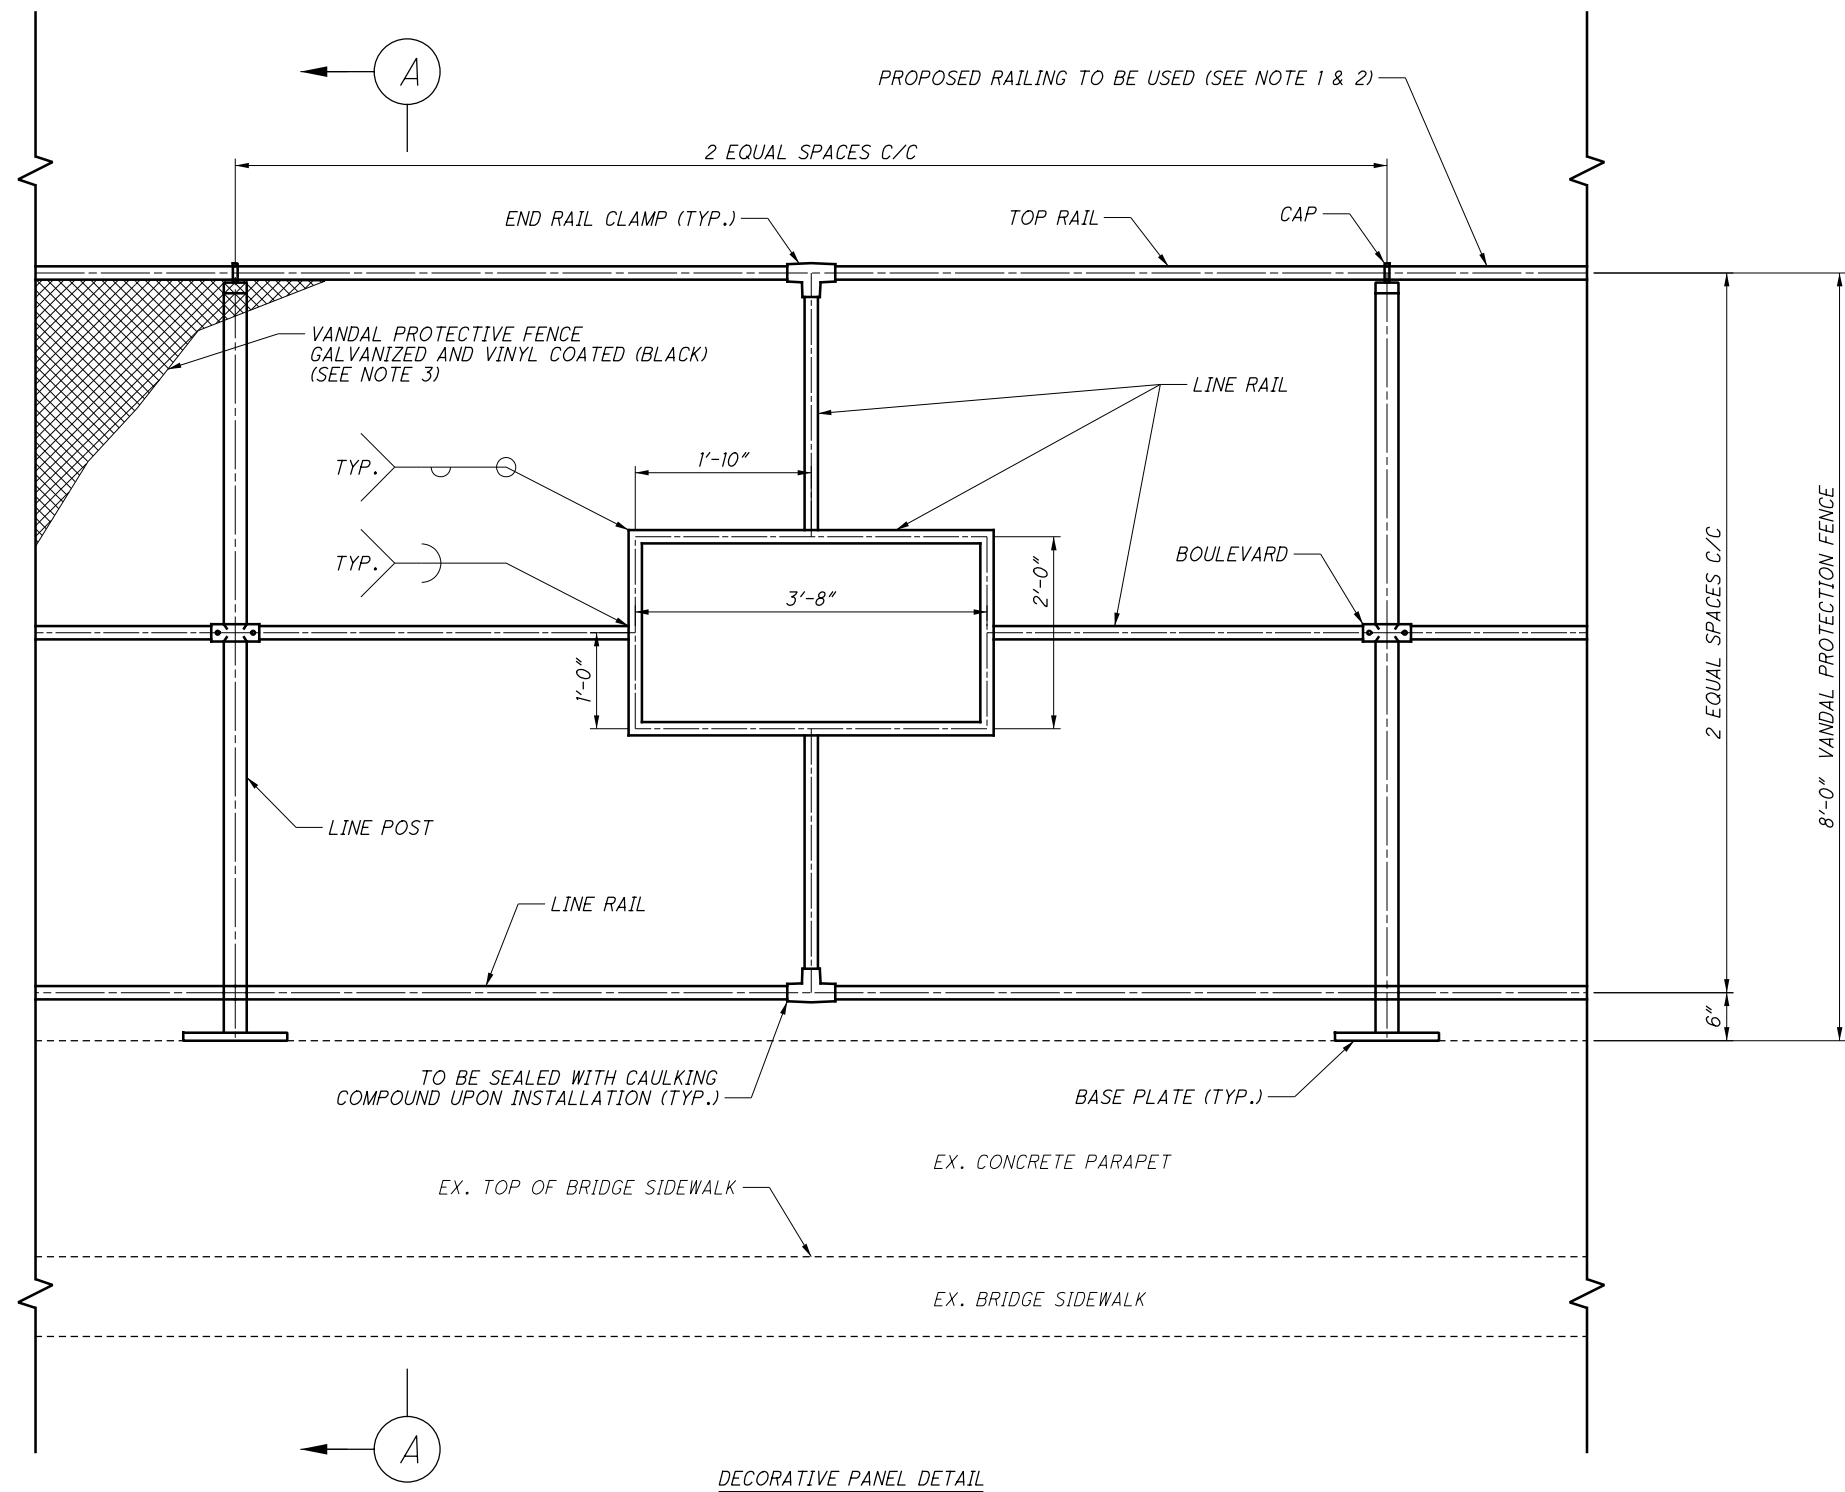 A
PROPOSED RAILING TO BE USED (SEE NOTE 1 & 2)
2 EQUAL SPACES C/C
END RAIL CLAMP (TYP.)
TOP RAIL
CAP
VANDAL PROTECTIVE FENCE
GALVANIZED AND VINYL COATED (BLACK)
(SEE NOTE 3)
LINE RAIL
TYP.
1'-10"
TYP.
BOULEVARD
3'-8"
2'-0"
1'-0"
2 EQUAL SPACES C/C
8'-0" VANDAL PROTECTION FENCE
LINE POST
LINE RAIL
6"
TO BE SEALED WITH CAULKING
COMPOUND UPON INSTALLATION (TYP.)
BASE PLATE (TYP.)
EX. CONCRETE PARAPET
EX. TOP OF BRIDGE SIDEWALK
EX. BRIDGE SIDEWALK
A
DECORATIVE PANEL DETAIL